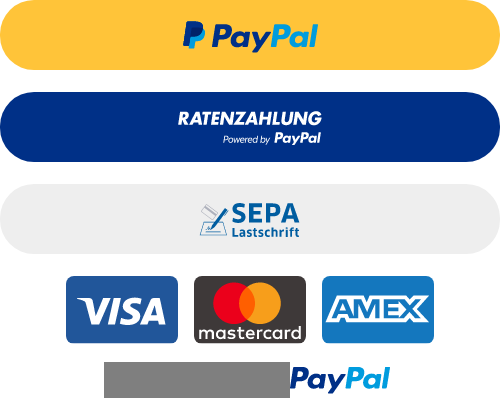 PayPal
RATENZAHLUNG
Powered by PayPal
SEPA
Lastschrift
VISA
mastercard
AMEX
PayPal